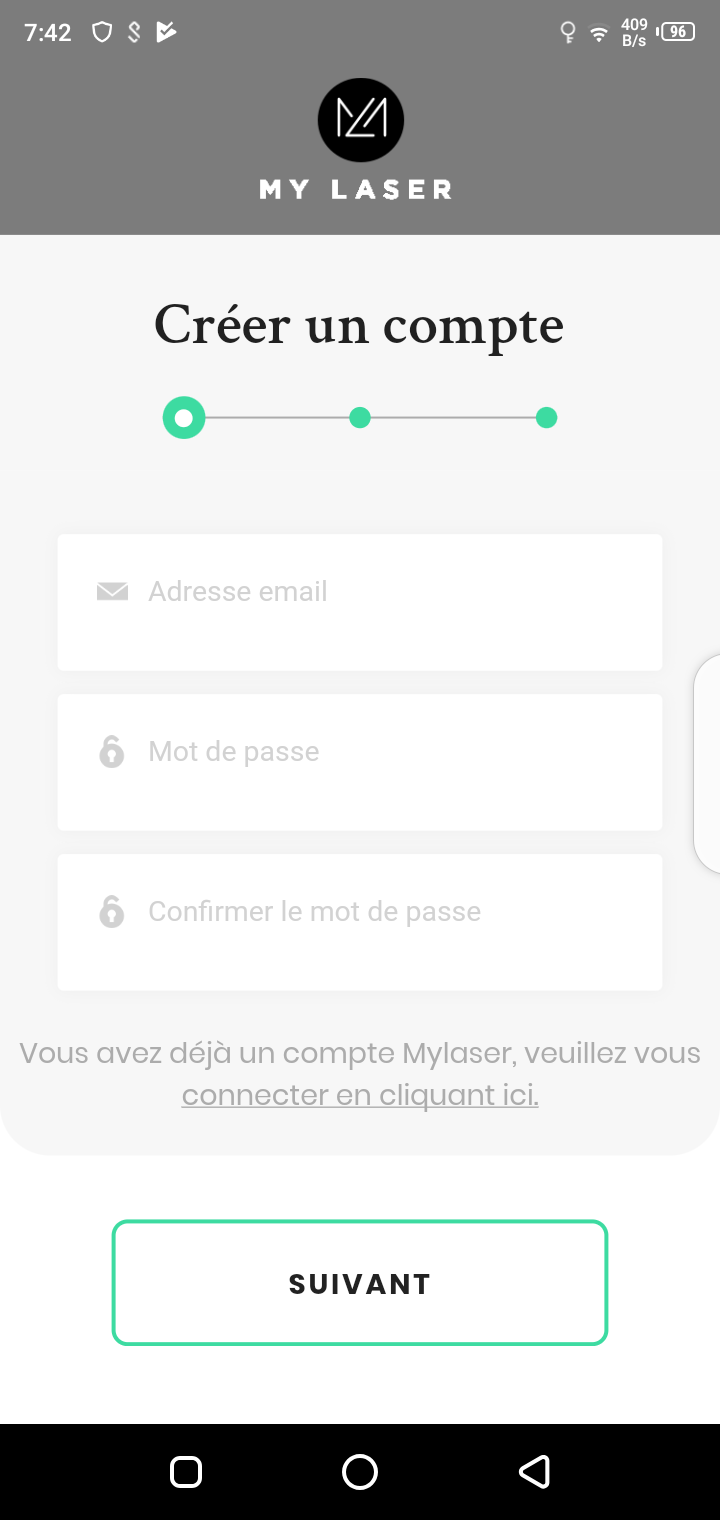 7:42
409
B/s
96
MY LASER
Créer un compte
Adresse email
Mot de passe
Confirmer le mot de passe
Vous avez déjà un compte Mylaser, veuillez vous
connecter en cliquant ici.
SUIVANT